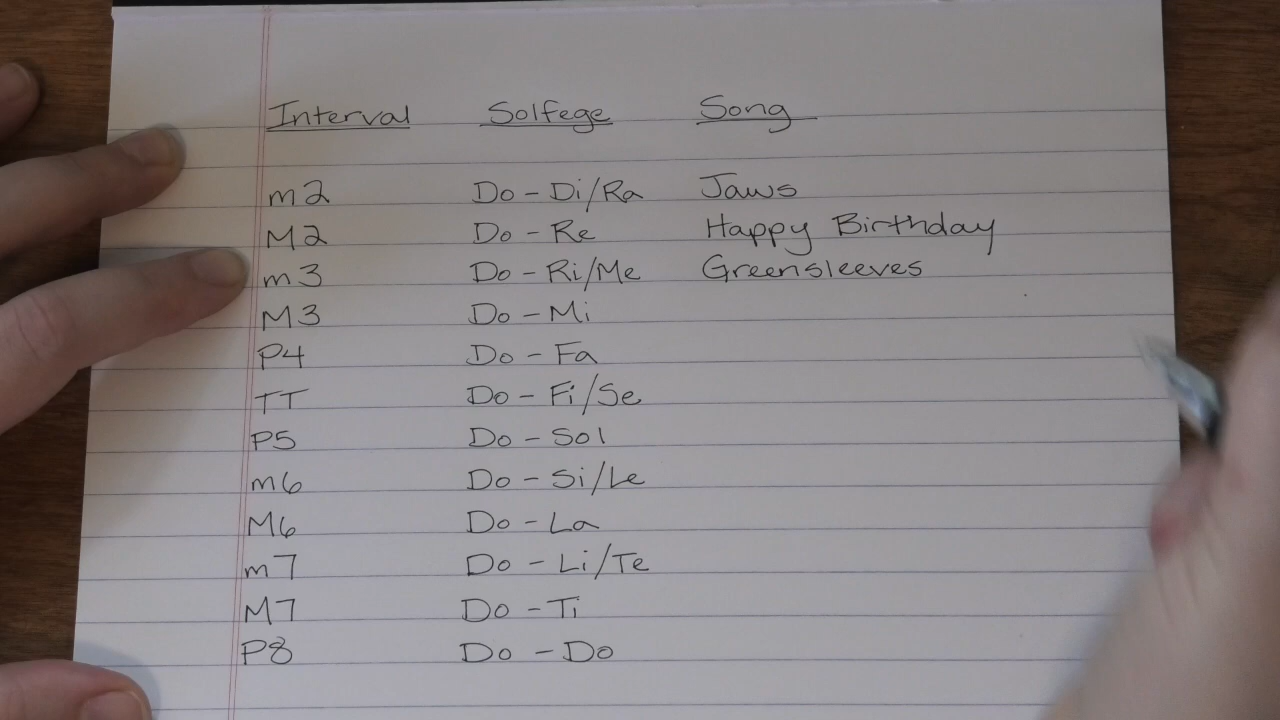 Interval Solfege Song
m2 Do - Di/Ra Jaws
M2 Do - Re Happy Birthday
m3 Do - Ri/Me Greensleeves
M3 Do - Mi
P4 Do - Fa
TT Do - Fi/Se
P5 Do - Sol
m6 Do - Si/Le
M6 Do - La
m7 Do - Li/Te
M7 Do - Ti
P8 Do - Do